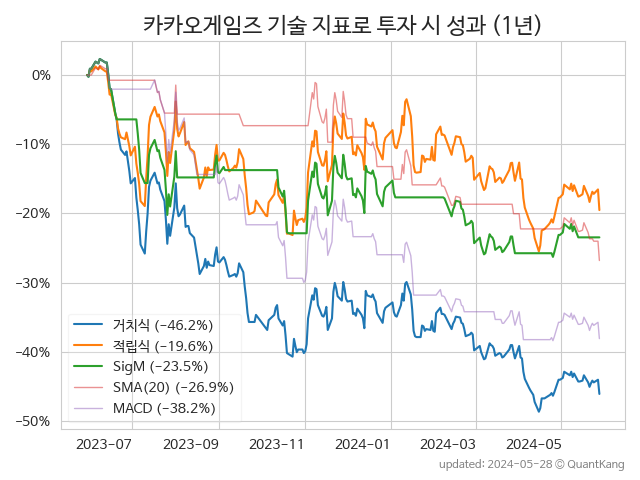 카카오게임즈 기술 지표로 투자 시 성과 (1년)
0%
−10%
−20%
−30%
−40%
−50%
거치식 (−46.2%)
적립식 (−19.6%)
SigM (−23.5%)
SMA(20) (−26.9%)
MACD (−38.2%)
2023−07 2023−09 2023−11 2024−01 2024−03 2024−05
updated: 2024−05−28 © QuantKang